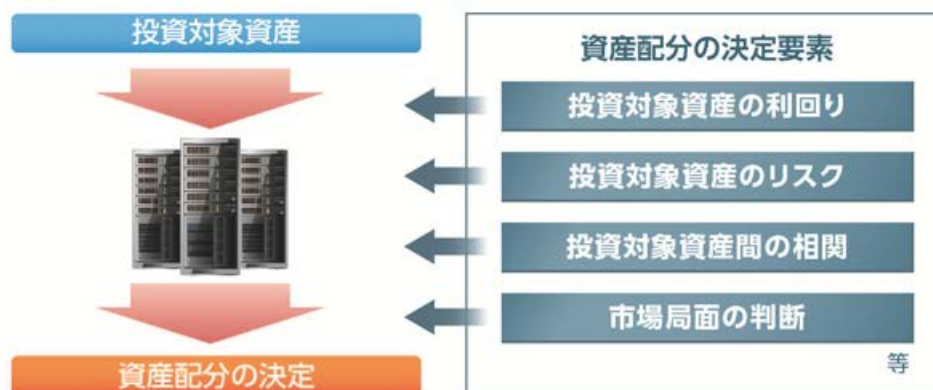 投資対象資産
資産配分の決定要素
投資対象資産の利回り
投資対象資産のリスク
投資対象資産間の相関
市場局面の判断
等
資産配分の決定